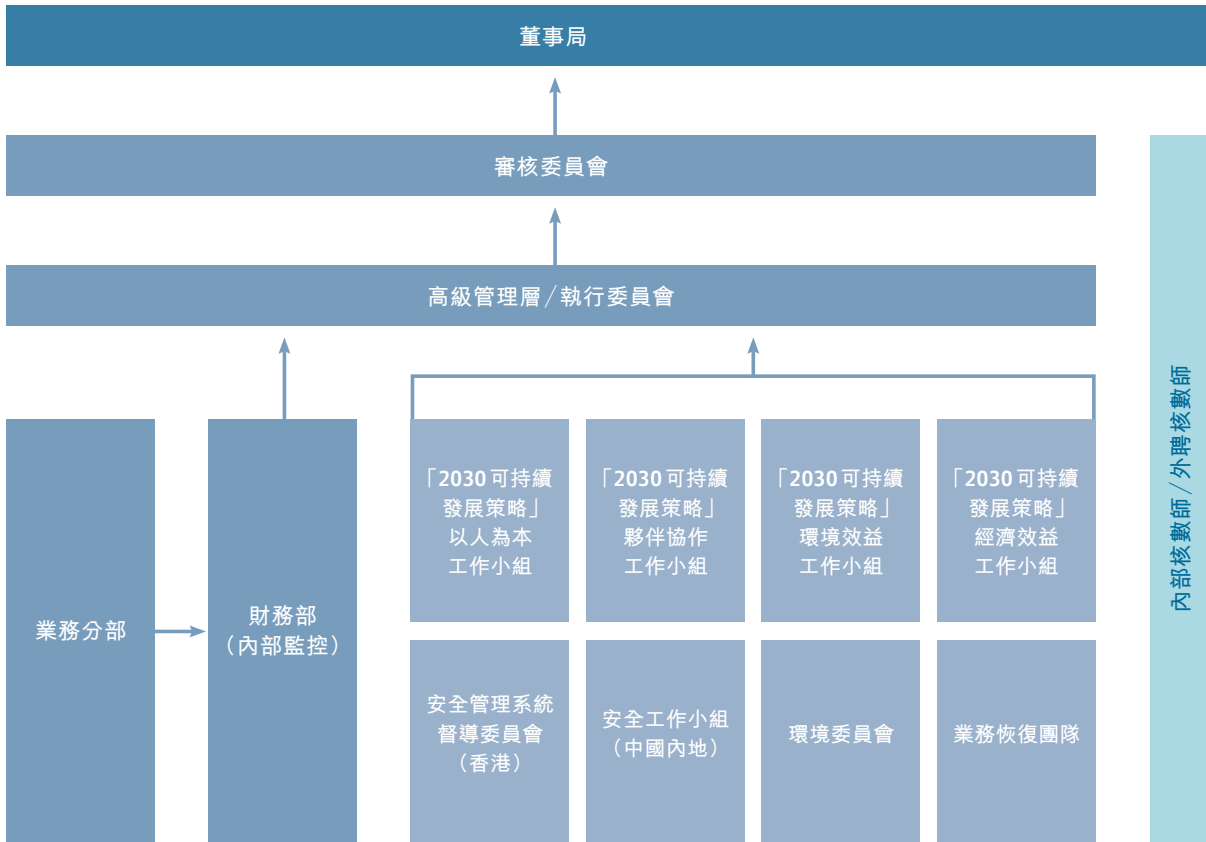 董事局
審核委員會
高級管理層/執行委員會
業務分部
財務部
（內部監控）
「2030可持續
發展策略」
以人為本
工作小組
「2030可持續
發展策略」
夥伴協作
工作小組
「2030可持續
發展策略」
環境效益
工作小組
「2030可持續
發展策略」
經濟效益
工作小組
安全管理系統
督導委員會
（香港）
安全工作小組
（中國內地）
環境委員會
業務恢復團隊
內部核數師/外聘核數師